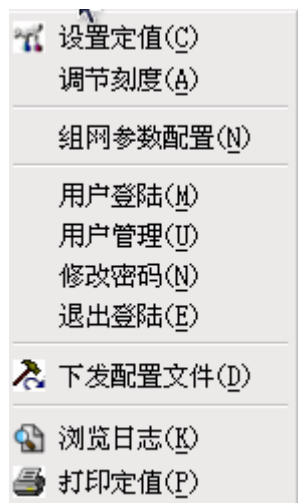 设置定值(C)
调节刻度(A)
组网参数配置(N)
用户登陆(M)
用户管理(U)
修改密码(N)
退出登陆(E)
下发配置文件(D)
浏览日志(K)
打印定值(P)